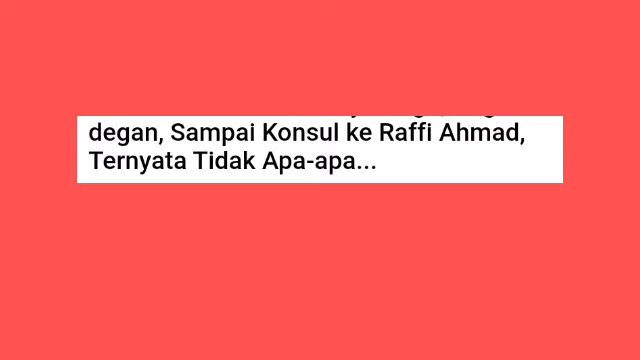 degan, Sampai Konsul ke Raffi Ahmad,
Ternyata Tidak Apa-apa...